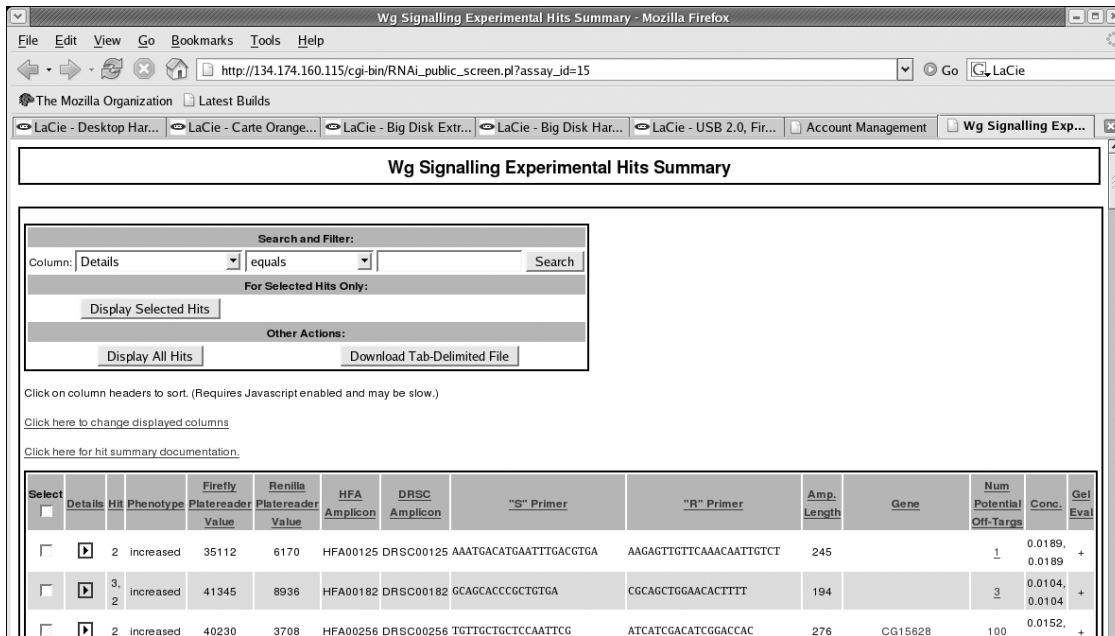 Wg Signalling Experimental Hits Summary - Mozilla Firefox
File Edit View Go Bookmarks Tools Help
http://134.174.160.115/cgi-bin/RNAi_public_screen.pl?assay_id=15 Go G LaCie
The Mozilla Organization Latest Builds
LaCie - Desktop Har... LaCie - Carte Orange... LaCie - Big Disk Extr... LaCie - Big Disk Har... LaCie - USB 2.0, Fir... Account Management Wg Signalling Exp...
Wg Signalling Experimental Hits Summary
Search and Filter:
Column: Details equals Search
For Selected Hits Only:
Display Selected Hits
Other Actions:
Display All Hits Download Tab-Delimited File
Click on column headers to sort. (Requires Javascript enabled and may be slow.)
Click here to change displayed columns
Click here for hit summary documentation.
Select Details Hit Phenotype Firefly Platereader Value Renilla Platereader Value HFA Amplicon DRSC Amplicon "S" Primer "R" Primer Amp. Length Gene Num Potential Off-Targs Conc. Gel Eval
2 increased 35112 6170 HFA00125 DRSC00125 AAATGACATGAATTTGACGTGA AAGAGTTGTTCAAACAATTGTCT 245 1 0.0189, 0.0189 +
3, 2 increased 41345 8936 HFA00182 DRSC00182 GCAGCACCCGCTGTGA CGCAGCTGGAACACTTTT 194 3 0.0104, 0.0104 +
2 increased 40230 3708 HFA00256 DRSC00256 TGTTGCTGCTCCAATTCG ATCATCGACATCGGACCAC 276 CG15628 100 0.0152, +